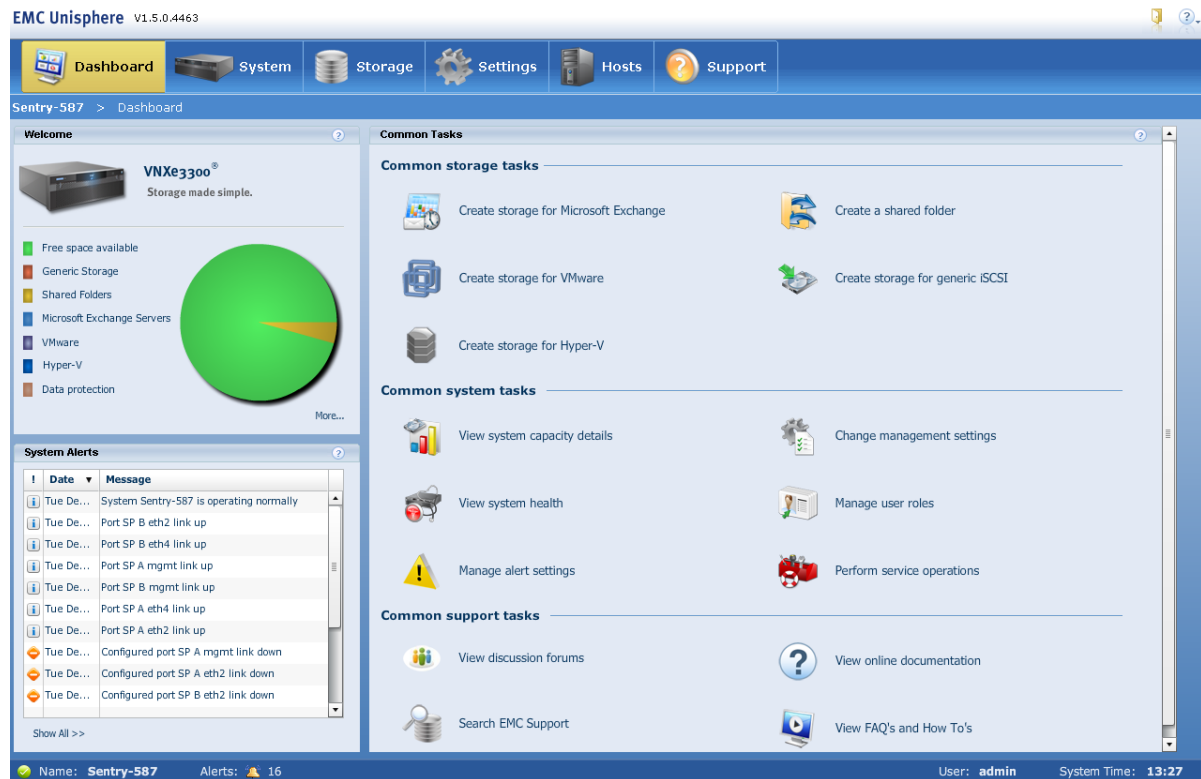 EMC Unisphere V1.5.0.4463
Dashboard System Storage Settings Hosts Support
Sentry-587 > Dashboard
Welcome
VNXe3300®
Storage made simple.
Free space available
Generic Storage
Shared Folders
Microsoft Exchange Servers
VMware
Hyper-V
Data protection
More...
System Alerts
! Date Message
Tue De... System Sentry-587 is operating normally
Tue De... Port SP B eth2 link up
Tue De... Port SP B eth4 link up
Tue De... Port SP A mgmt link up
Tue De... Port SP B mgmt link up
Tue De... Port SP A eth4 link up
Tue De... Port SP A eth2 link up
Tue De... Configured port SP A mgmt link down
Tue De... Configured port SP A eth2 link down
Tue De... Configured port SP B eth2 link down
Show All >>
Common Tasks
Common storage tasks
Create storage for Microsoft Exchange
Create a shared folder
Create storage for VMware
Create storage for generic iSCSI
Create storage for Hyper-V
Common system tasks
View system capacity details
Change management settings
View system health
Manage user roles
Manage alert settings
Perform service operations
Common support tasks
View discussion forums
View online documentation
Search EMC Support
View FAQ's and How To's
Name: Sentry-587 Alerts: 16 User: admin System Time: 13:27